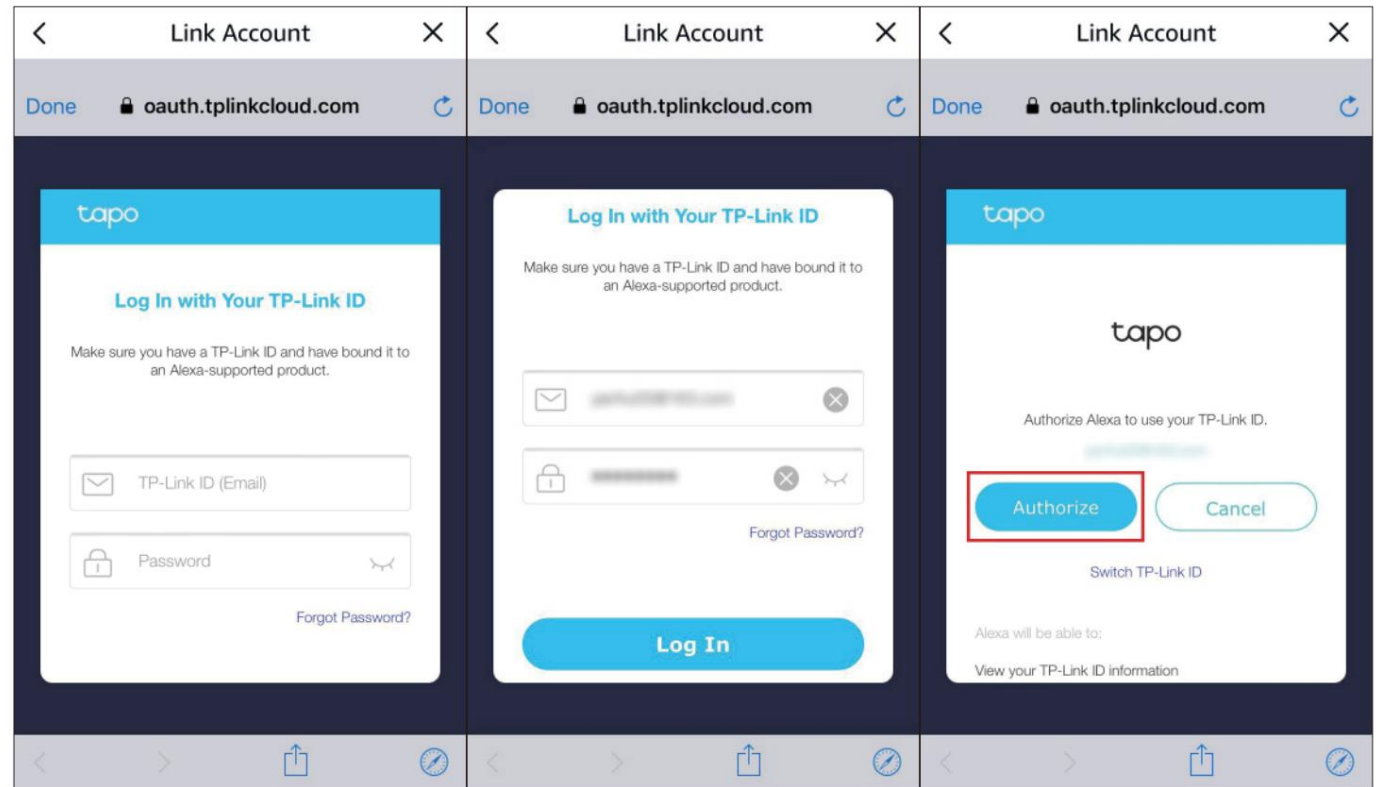 Link Account
Done oauth.tplinkcloud.com
tapo
Log In with Your TP-Link ID
Make sure you have a TP-Link ID and have bound it to
an Alexa-supported product.
TP-Link ID (Email)
Password
Forgot Password?
Link Account
Done oauth.tplinkcloud.com
Log In with Your TP-Link ID
Make sure you have a TP-Link ID and have bound it to
an Alexa-supported product.
Forgot Password?
Log In
Link Account
Done oauth.tplinkcloud.com
tapo
tapo
Authorize Alexa to use your TP-Link ID.
Authorize Cancel
Switch TP-Link ID
Alexa will be able to:
View your TP-Link ID information